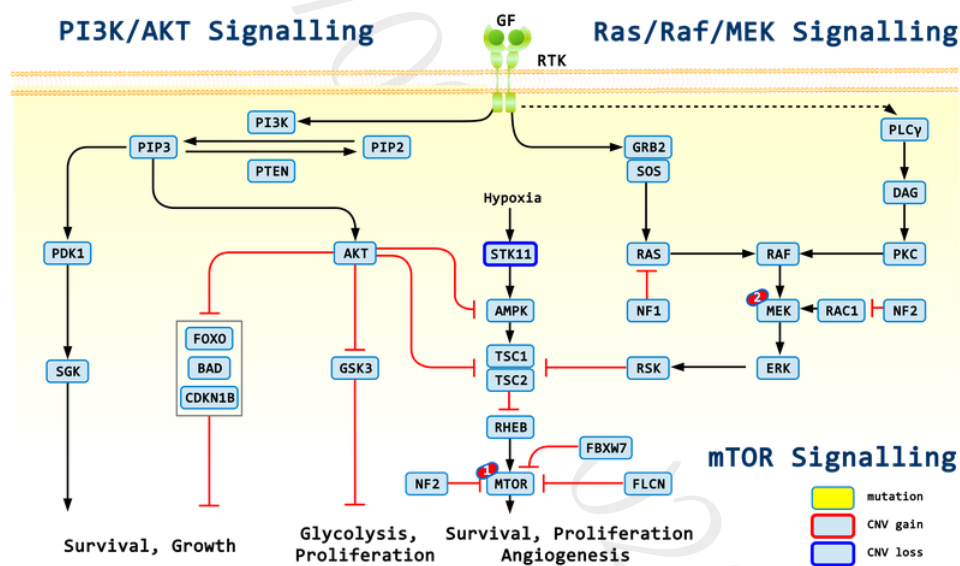 PI3K/AKT Signalling
GF
Ras/Raf/MEK Signalling
RTK
PI3K
PLCγ
PIP3
PIP2
GRB2
PTEN
SOS
DAG
Hypoxia
PDK1
AKT
STK11
RAS
RAF
PKC
2
AMPK
NF1
MEK
RAC1
NF2
FOXO
TSC1
BAD
SGK
GSK3
TSC2
RSK
ERK
CDKN1B
RHEB
FBXW7
mTOR Signalling
1
NF2
MTOR
FLCN
mutation
CNV gain
CNV loss
Survival, Growth
Glycolysis,
Proliferation
Survival, Proliferation
Angiogenesis